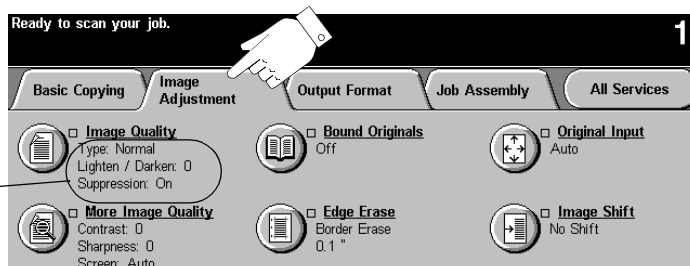 Ready to scan your job.
1
Basic Copying
Image
Adjustment
Output Format
Job Assembly
All Services
Image Quality
Type: Normal
Lighten / Darken: 0
Suppression: On
Bound Originals
Off
Original Input
Auto
More Image Quality
Contrast: 0
Sharpness: 0
Screen: Auto
Edge Erase
Border Erase
0.1 "
Image Shift
No Shift